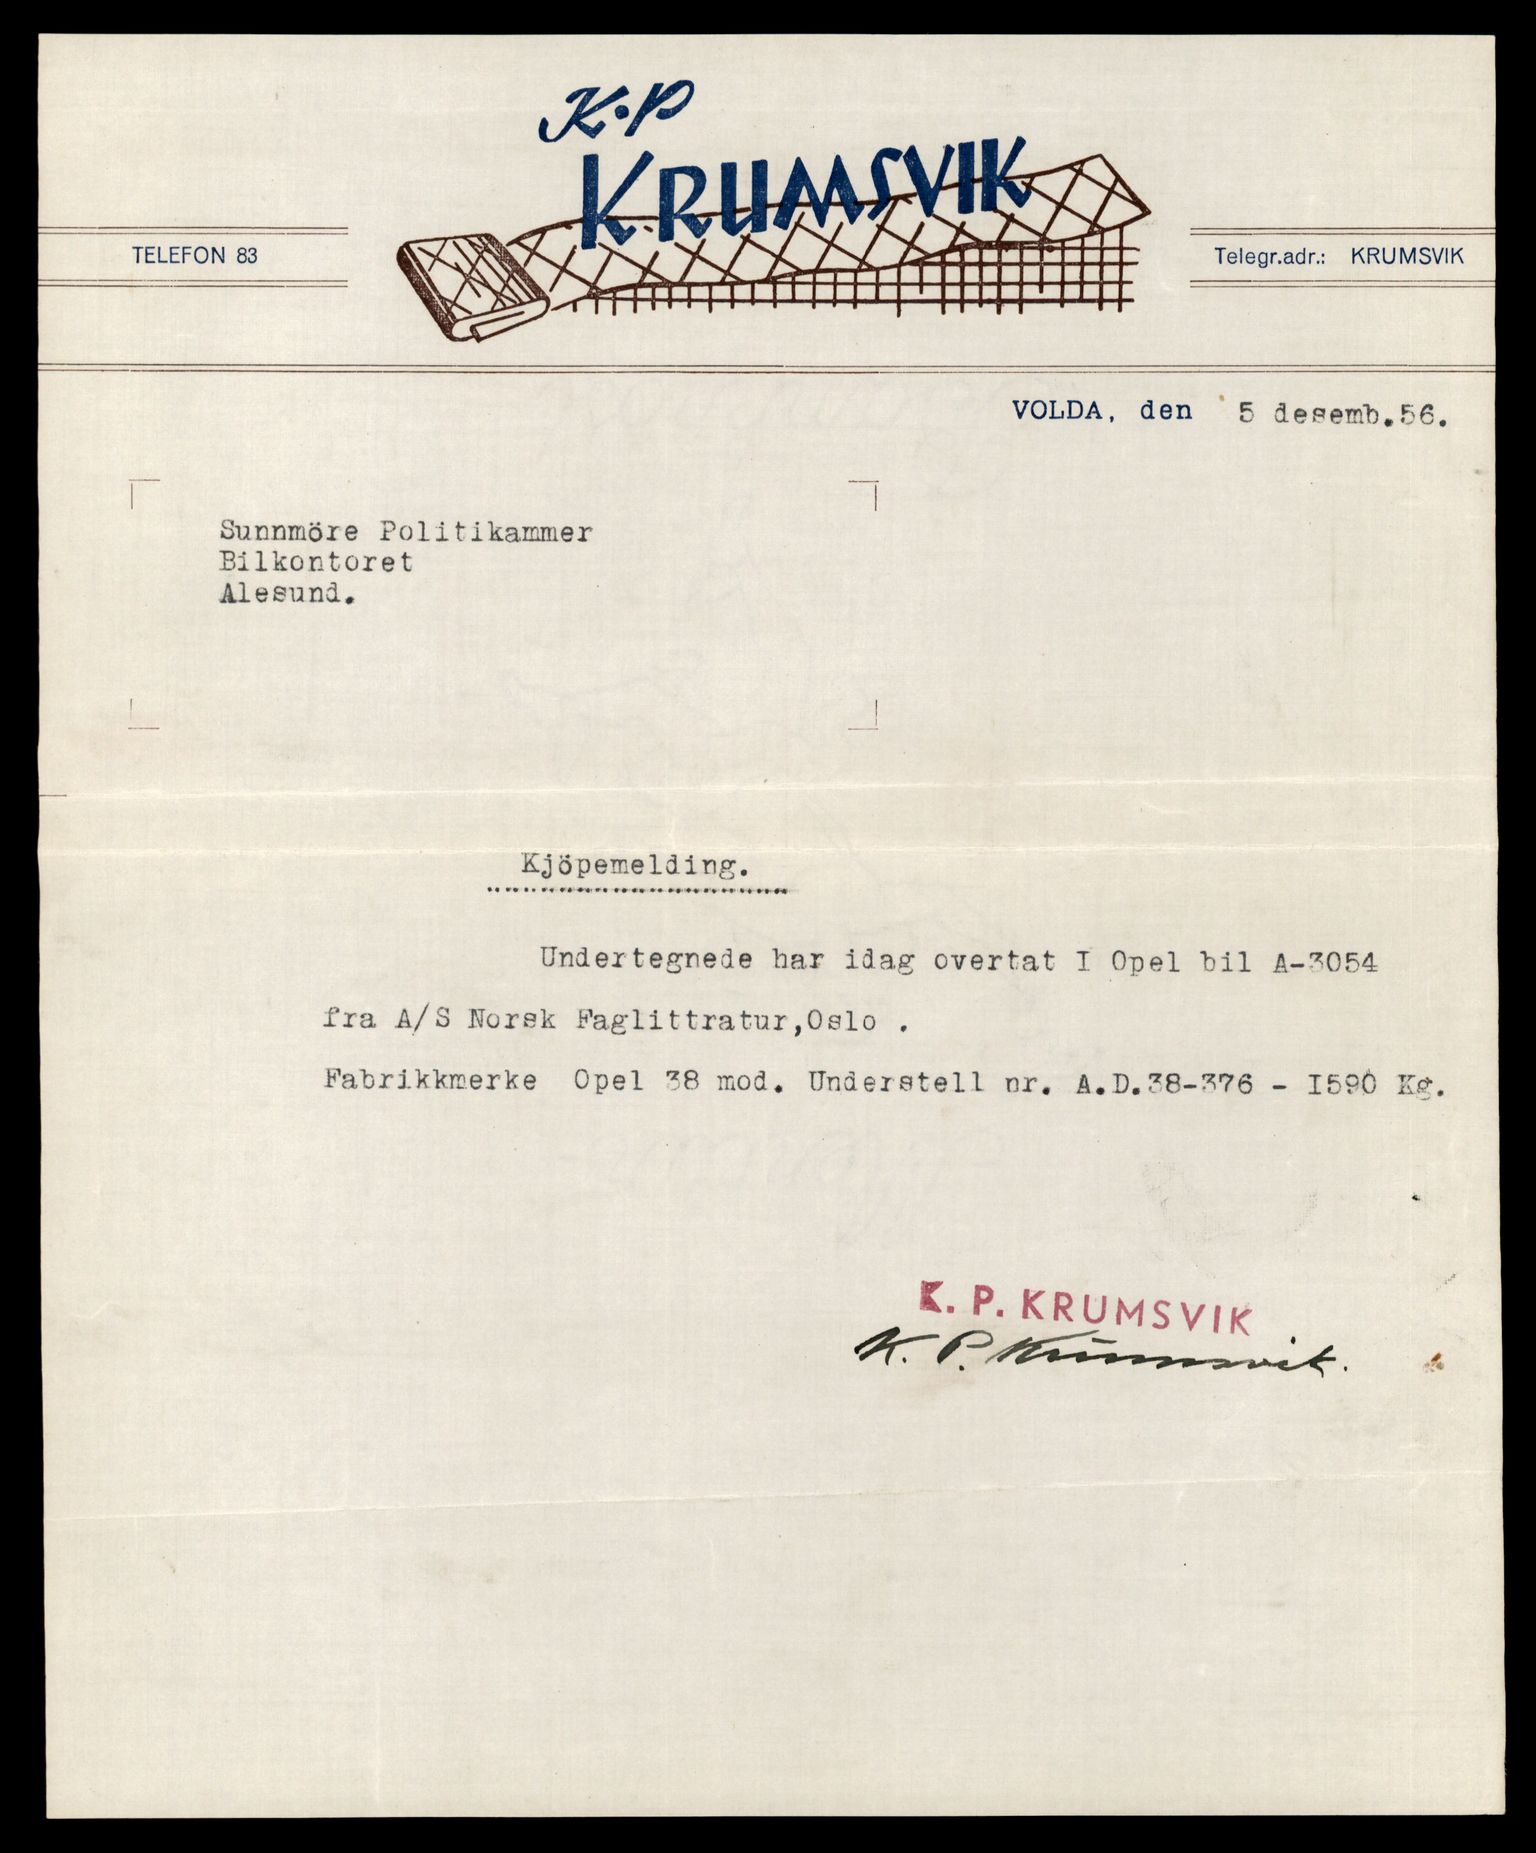 K.P
KRUMSVIK
TELEFON 83
Telegr.adr.: KRUMSVIK
VOLDA, den 5 desemb.56.
Sunnmöre Politikammer
Bilkontoret
Alesund.
Kjöpemelding.
Undertegnede har idag overtat I Opel bil A-3054
fra A/S Norsk Faglittratur,Oslo .
Fabrikkmerke Opel 38 mod. Understell nr. A.D.38-376 - I590 Kg.
K. P. KRUMSVIK
K. P. Krumsvik.